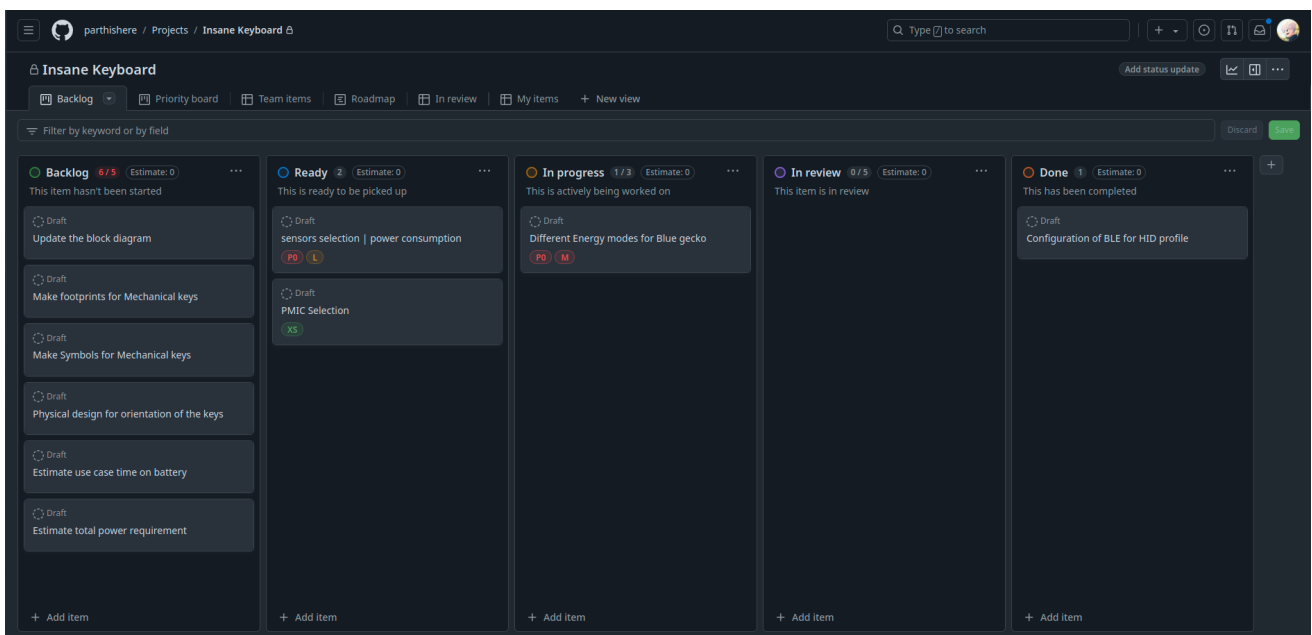 parthishere / Projects / Insane Keyboard
Type / to search
Insane Keyboard
Add status update
Backlog
Priority board
Team items
Roadmap
In review
My items
+ New view
Filter by keyword or by field
Discard
Save
Backlog 6 / 5 Estimate: 0
This item hasn't been started
Draft
Update the block diagram
Draft
Make footprints for Mechanical keys
Draft
Make Symbols for Mechanical keys
Draft
Physical design for orientation of the keys
Draft
Estimate use case time on battery
Draft
Estimate total power requirement
+ Add item
Ready 2 Estimate: 0
This is ready to be picked up
Draft
sensors selection | power consumption
P0 L
Draft
PMIC Selection
XS
+ Add item
In progress 1 / 3 Estimate: 0
This is actively being worked on
Draft
Different Energy modes for Blue gecko
P0 M
+ Add item
In review 0 / 5 Estimate: 0
This item is in review
+ Add item
Done 1 Estimate: 0
This has been completed
Draft
Configuration of BLE for HID profile
+ Add item